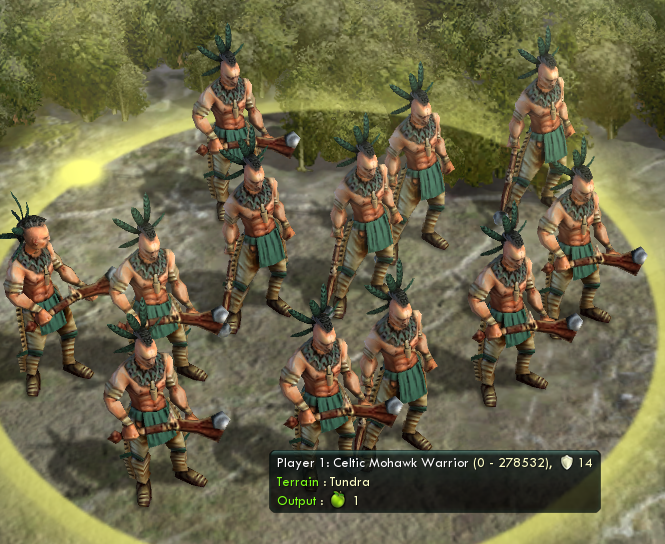 Player 1: Celtic Mohawk Warrior (0 - 278532), 14
Terrain : Tundra
Output : 1